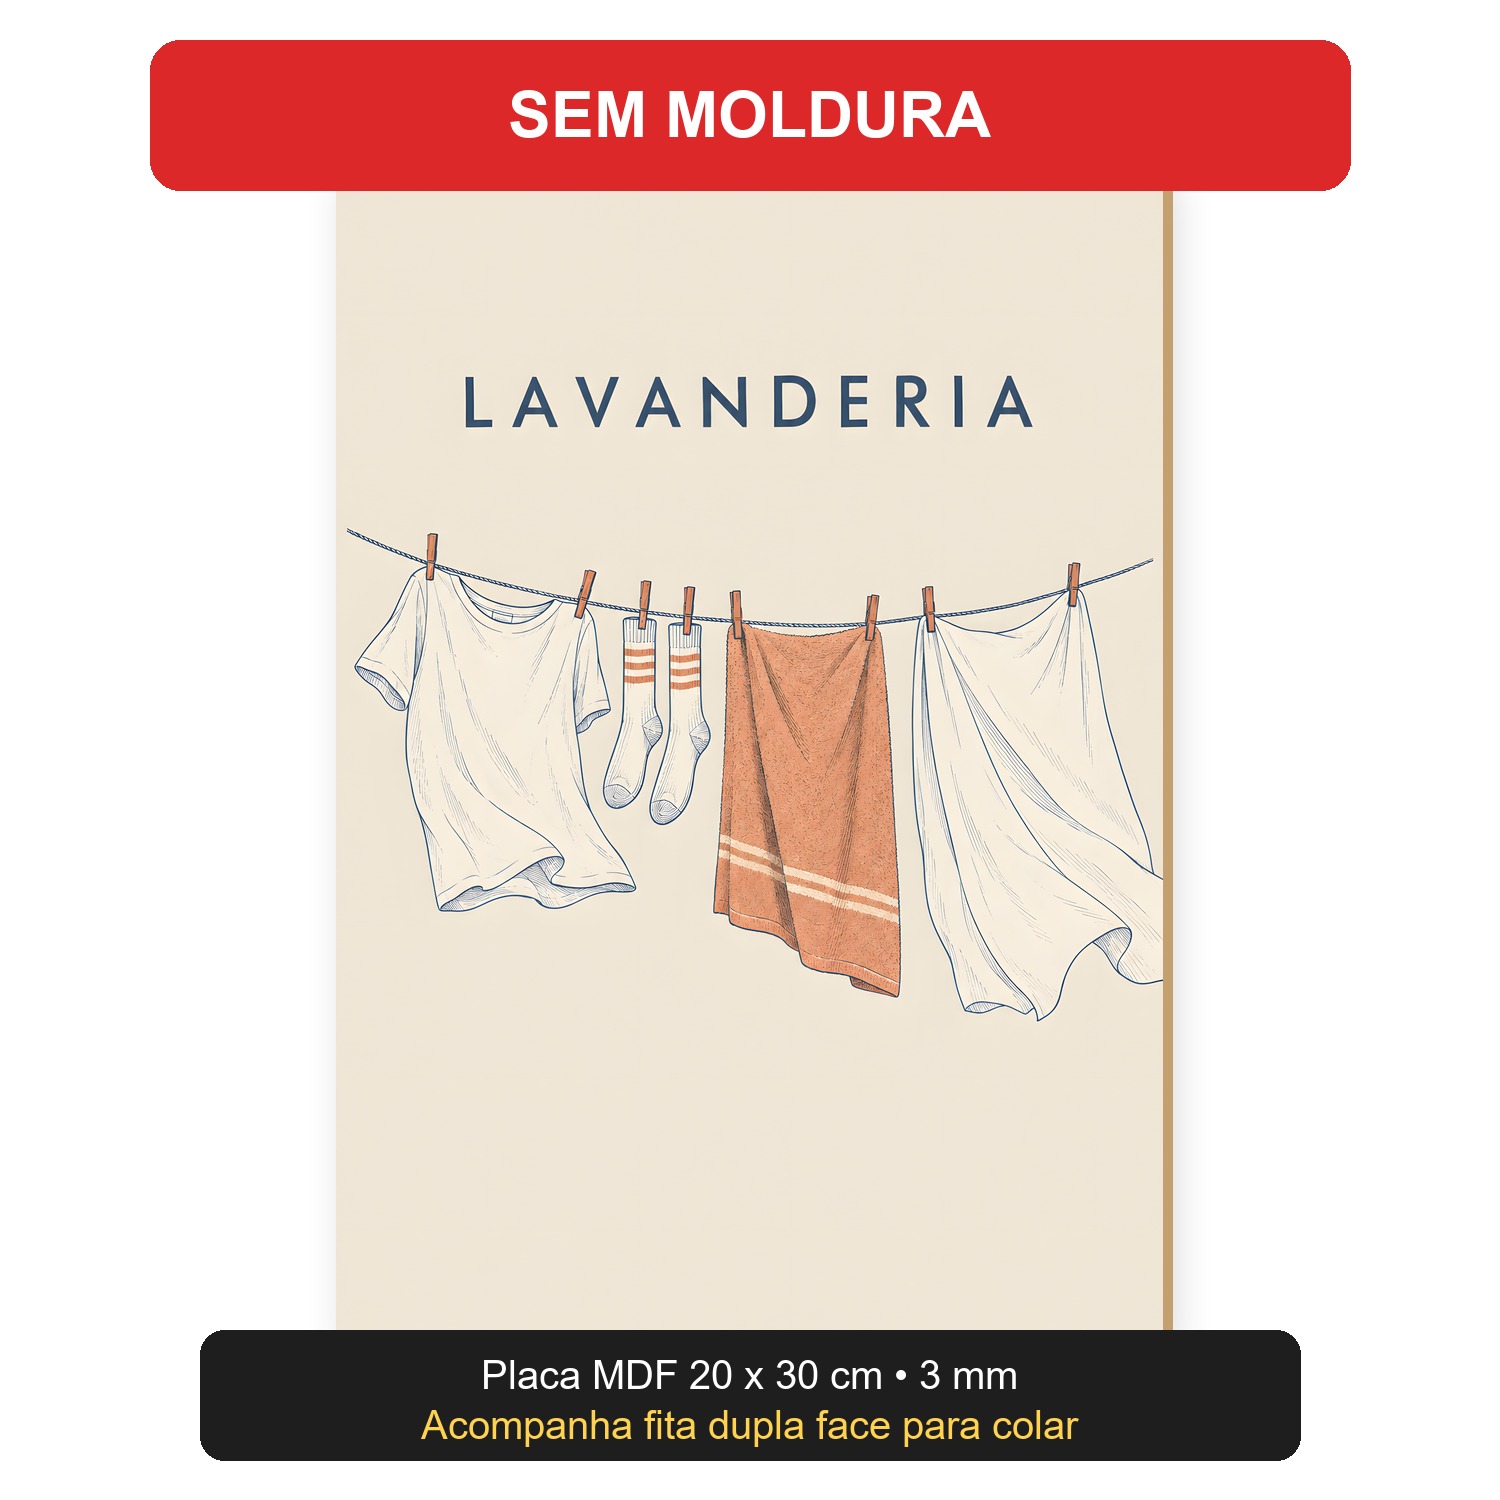 SEM MOLDURA
LAVANDERIA
Placa MDF 20 x 30 cm • 3 mm
Acompanha fita dupla face para colar